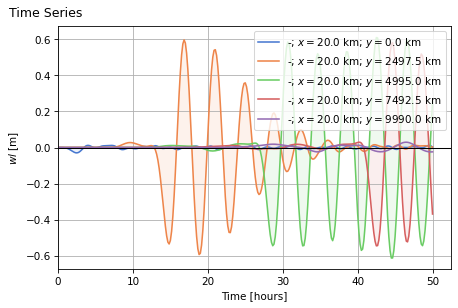 Time Series
wl [m]
0.6
0.4
0.2
0.0
−0.2
−0.4
−0.6
-; x = 20.0 km; y = 0.0 km
-; x = 20.0 km; y = 2497.5 km
-; x = 20.0 km; y = 4995.0 km
-; x = 20.0 km; y = 7492.5 km
-; x = 20.0 km; y = 9990.0 km
0 10 20 30 40 50
Time [hours]